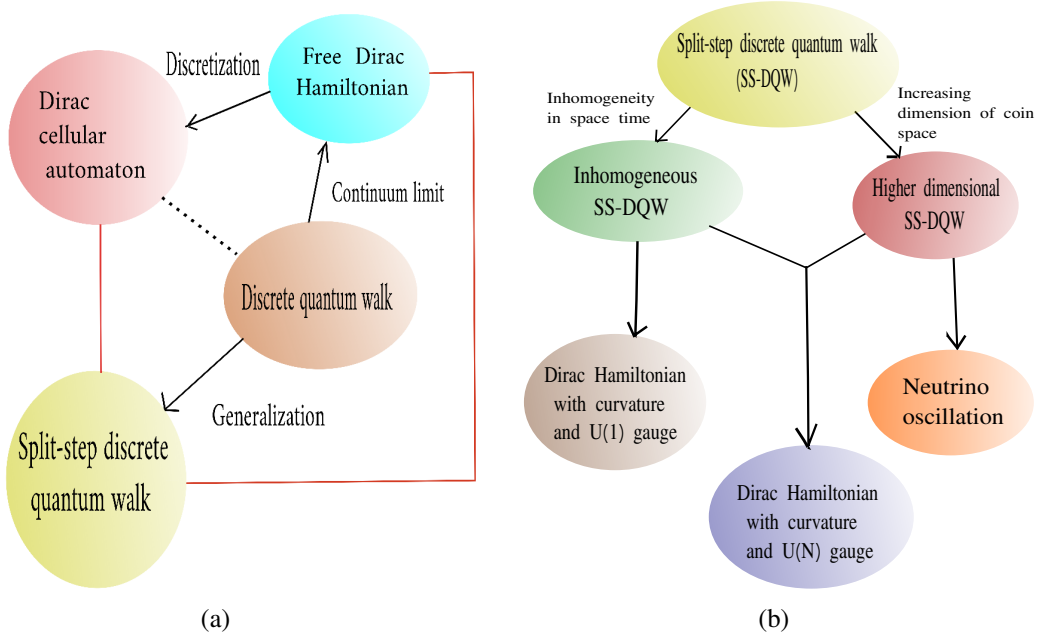 Free Dirac
Hamiltonian
Discretization
Dirac
cellular
automaton
Continuum limit
Discrete quantum walk
Generalization
Split-step discrete
quantum walk
(a)
Split-step discrete quantum walk
(SS-DQW)
Inhomogeneity
in space time
Increasing
dimension of coin
space
Inhomogeneous
SS-DQW
Higher dimensional
SS-DQW
Dirac Hamiltonian
with curvature
and U(1) gauge
Neutrino
oscillation
Dirac Hamiltonian
with curvature
and U(N) gauge
(b)